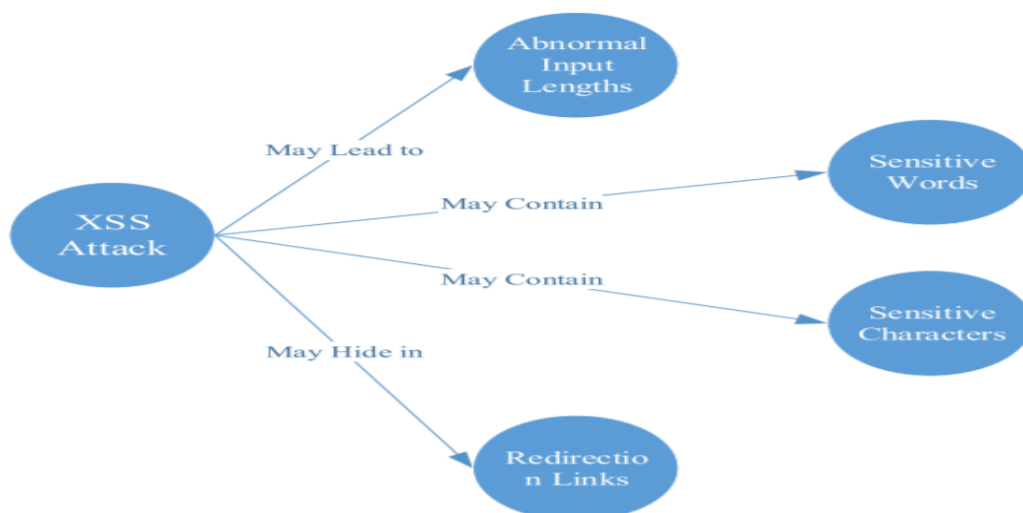 Abnormal
Input
Lengths
May Lead to
Sensitive
Words
May Contain
XSS
Attack
May Contain
Sensitive
Characters
May Hide in
Redirectio
n Links